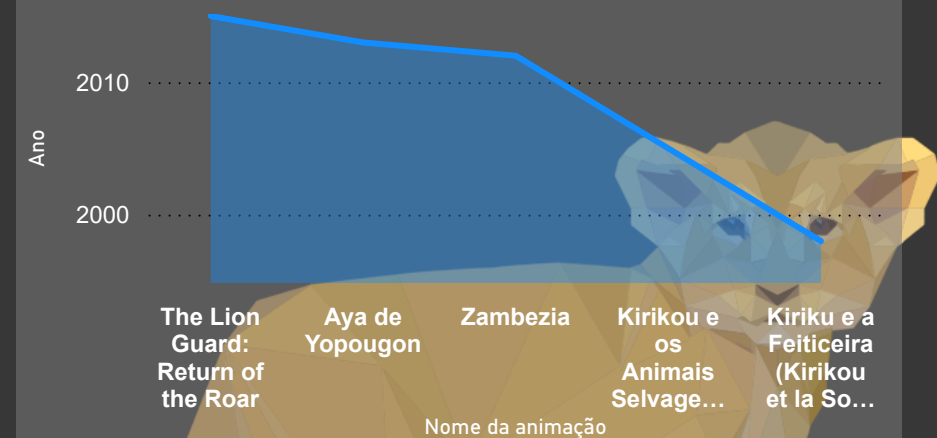 2010
2000
Ano
The Lion
Guard:
Return of
the Roar
Aya de
Yopougon
Zambezia
Kirikou e
os
Animais
Selvage…
Kiriku e a
Feiticeira
(Kirikou
et la So…
Nome da animação